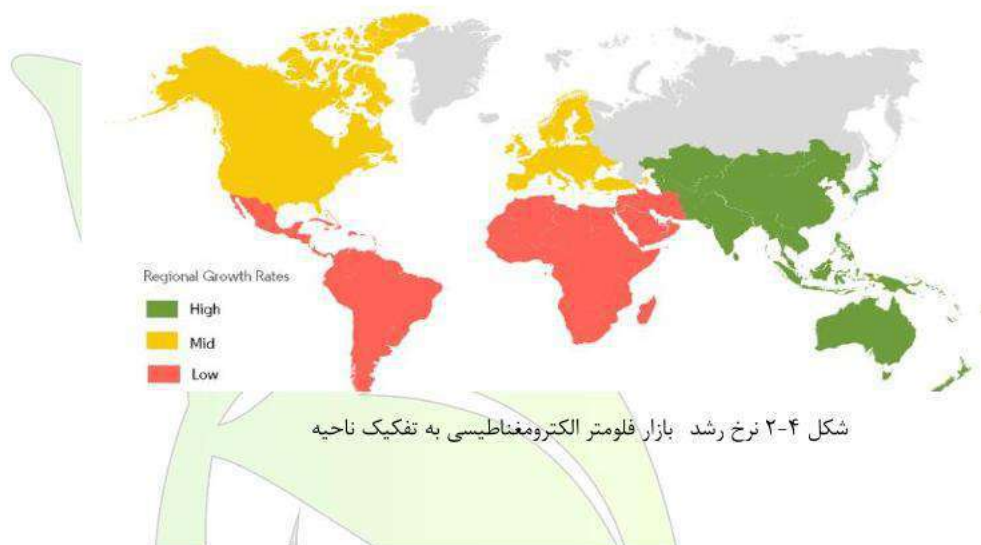 Regional Growth Rates
High
Mid
Low
شکل ۴-۲ نرخ رشد بازار فلومتر الکترومغناطیسی به تفکیک ناحیه